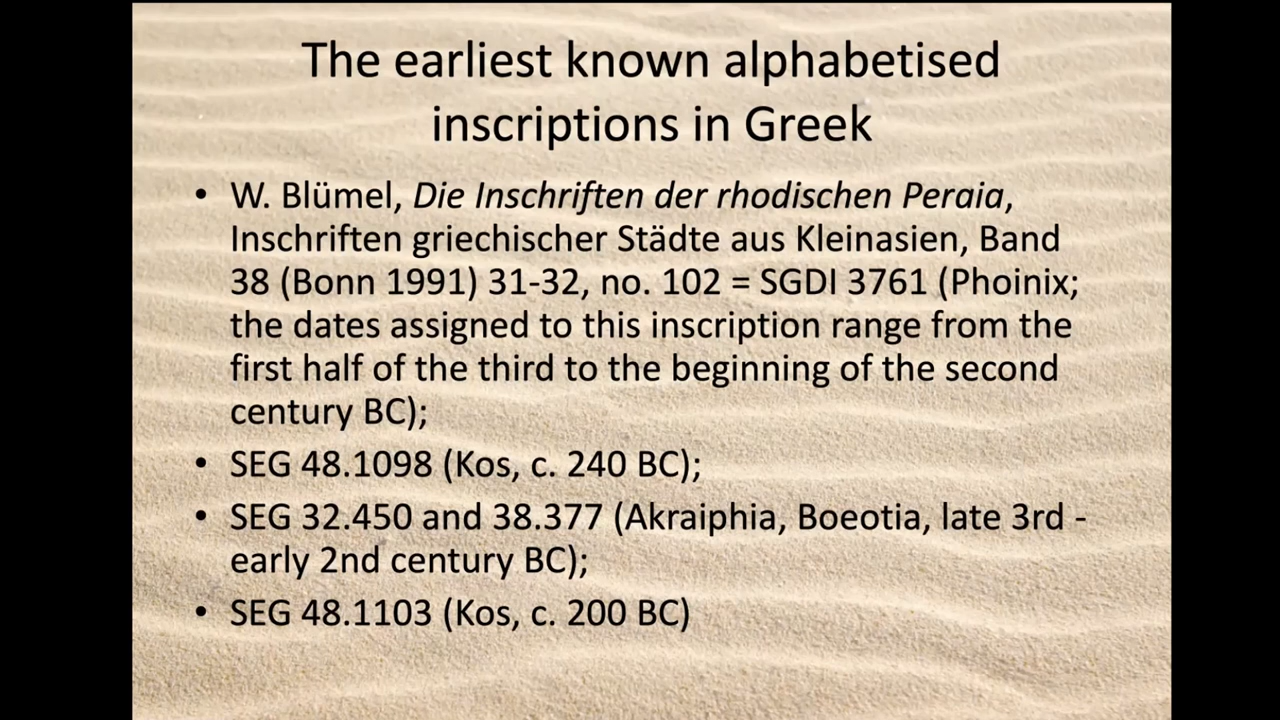 The earliest known alphabetised
inscriptions in Greek
• W. Blümel, Die Inschriften der rhodischen Peraia,
Inschriften griechischer Städte aus Kleinasien, Band
38 (Bonn 1991) 31-32, no. 102 = SGDI 3761 (Phoinix;
the dates assigned to this inscription range from the
first half of the third to the beginning of the second
century BC);
• SEG 48.1098 (Kos, c. 240 BC);
• SEG 32.450 and 38.377 (Akraiphia, Boeotia, late 3rd -
early 2nd century BC);
• SEG 48.1103 (Kos, c. 200 BC)